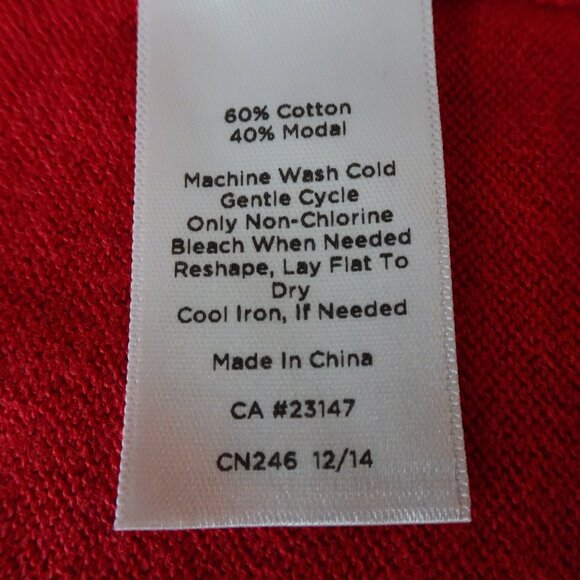 60% Cotton
40% Modal
Machine Wash Cold
Gentle Cycle
Only Non-Chlorine
Bleach When Needed
Reshape, Lay Flat To
Dry
Cool Iron, If Needed
Made In China
CA #23147
CN246 12/14